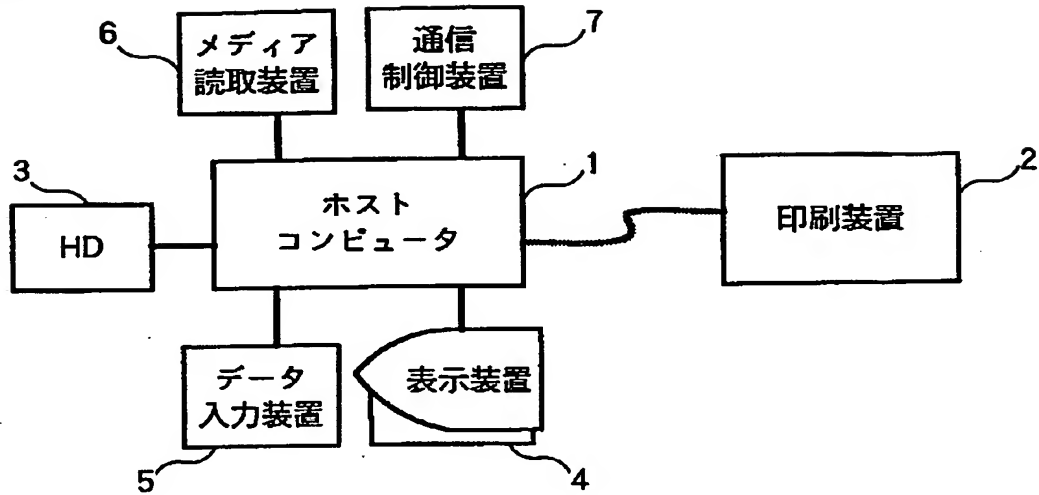 6
メディア
読取装置
7
通信
制御装置
3
HD
1
ホスト
コンピュータ
2
印刷装置
5
データ
入力装置
4
表示装置